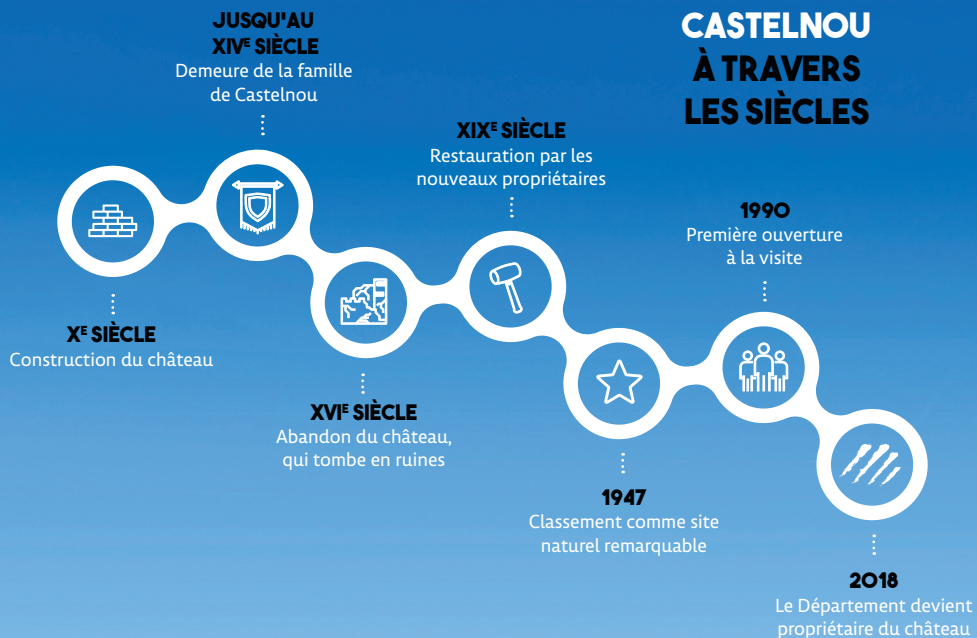 CASTELNOU
À TRAVERS
LES SIÈCLES
XE SIÈCLE
Construction du château
JUSQU'AU
XIVE SIÈCLE
Demeure de la famille
de Castelnou
XVIE SIÈCLE
Abandon du château,
qui tombe en ruines
XIXE SIÈCLE
Restauration par les
nouveaux propriétaires
1947
Classement comme site
naturel remarquable
1990
Première ouverture
à la visite
2018
Le Département devient
propriétaire du château